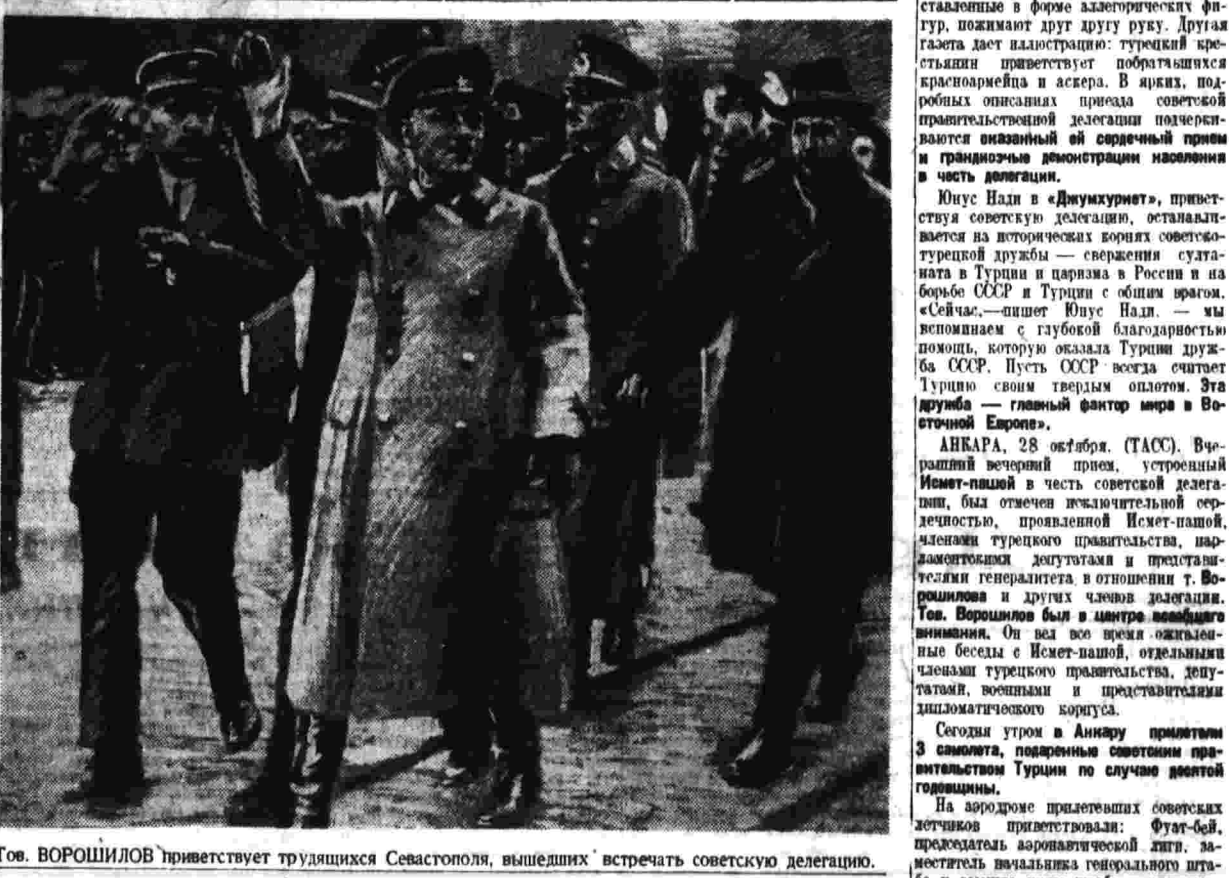 Тов. ВОРОШИЛОВ приветствует трудящихся Севастополя, вышедших встречать советскую делегацию.
ставленные в форме аллегорических фи-
гур, пожимают друг другу руку. Другая
газета дает иллюстрацию: турецкий кре-
стьянин приветствует побратавшихся
красноармейца и аскера. В ярких, под-
робных описаниях приезда советской
правительственной делегации подчерки-
ваются оказанный ей сердечный прием
и грандиозные демонстрации населения
в честь делегации.
Юнус Нади в «Джумхуриет», привет-
ствуя советскую делегацию, останавли-
вается на исторических корнях советско-
турецкой дружбы — свержения султа-
ната в Турции и царизма в России и на
борьбе СССР и Турции с общим врагом.
«Сейчас,—пишет Юнус Нади. — мы
вспоминаем с глубокой благодарностью
помощь, которую оказала Турции друж-
ба СССР. Пусть СССР всегда считает
Турцию своим твердым оплотом. Эта
дружба — главный фактор мира в Во-
сточной Европе».
АНКАРА, 28 октября. (ТАСС). Вче-
рашний вечерний прием, устроенный
Исмет-пашой в честь советской делега-
ции, был отмечен исключительной сер-
дечностью, проявленной Исмет-пашой,
членами турецкого правительства, пар-
ламентскими депутатами и представи-
телями генералитета в отношении т. Во-
рошилова и других членов делегации.
Тов. Ворошилов был в центре всеобщего
внимания. Он вел все время оживлен-
ные беседы с Исмет-пашой, отдельными
членами турецкого правительства, депу-
татами, военными и представителями
дипломатического корпуса.
Сегодня утром в Анкару прилетели
3 самолета, подаренные советским пра-
вительством Турции по случаю десятой
годовщины.
На аэродроме прилетевших советских
летчиков приветствовали: Фуат-бей,
председатель аэронавтической лиги, за-
меститель начальника генерального шта-